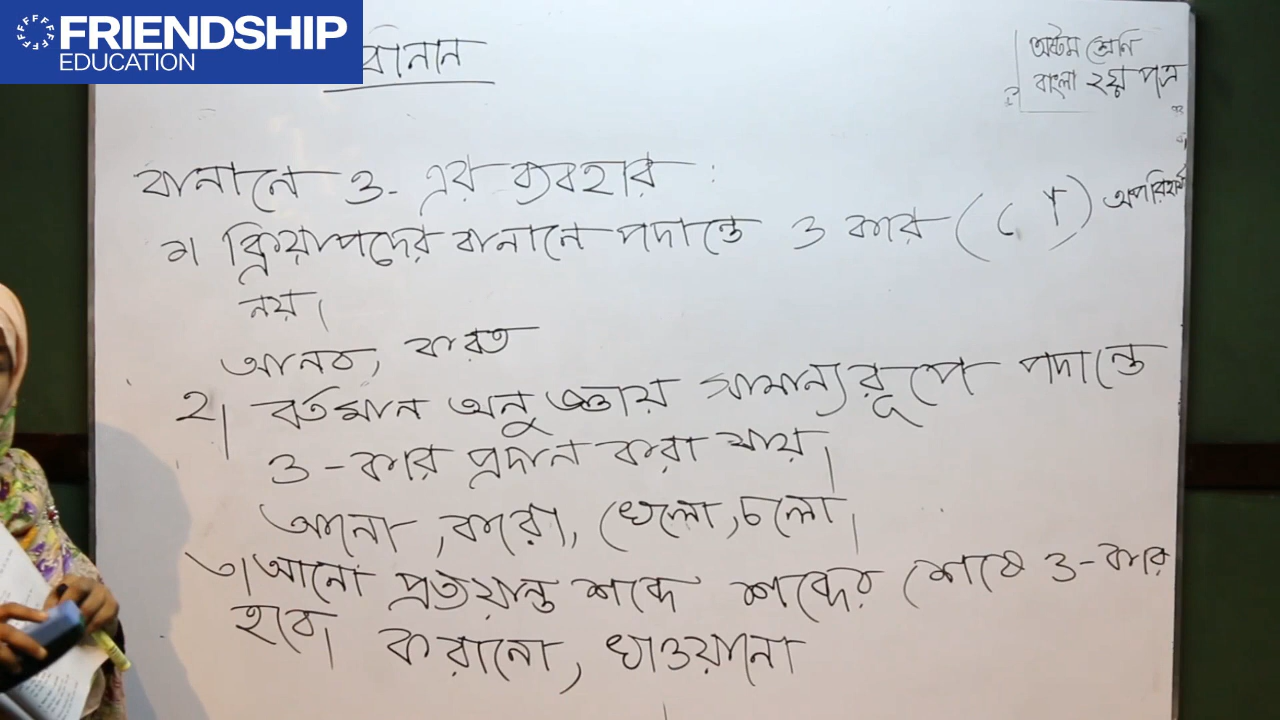 FRIENDSHIP
EDUCATION
বানান
অষ্টম শ্রেণি
বাংলা ২য় পত্র
বানানে ও- এর ব্যবহার :
১। ক্রিয়াপদের বানানে পদান্তে ও কার ( ো ) অপরিহার্য
নয়।
আনত, করত
২। বর্তমান অনুজ্ঞায় সামান্যরূপে পদান্তে
ও-কার প্রদান করা যায়।
আনো, করো, খেলো, চলো।
৩। আনো প্রত্যয়ান্ত শব্দে শব্দের শেষে ও-কার
হবে। করানো, খাওয়ানো